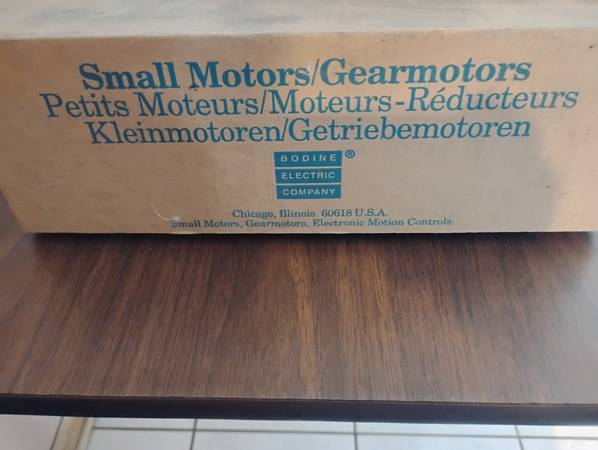 Small Motors/Gearmotors
Petits Moteurs/Moteurs-Réducteurs
Kleinmotoren/Getriebemotoren
BODINE ®
ELECTRIC
COMPANY
Chicago, Illinois 60618 U.S.A.
Small Motors, Gearmotors, Electronic Motion Controls